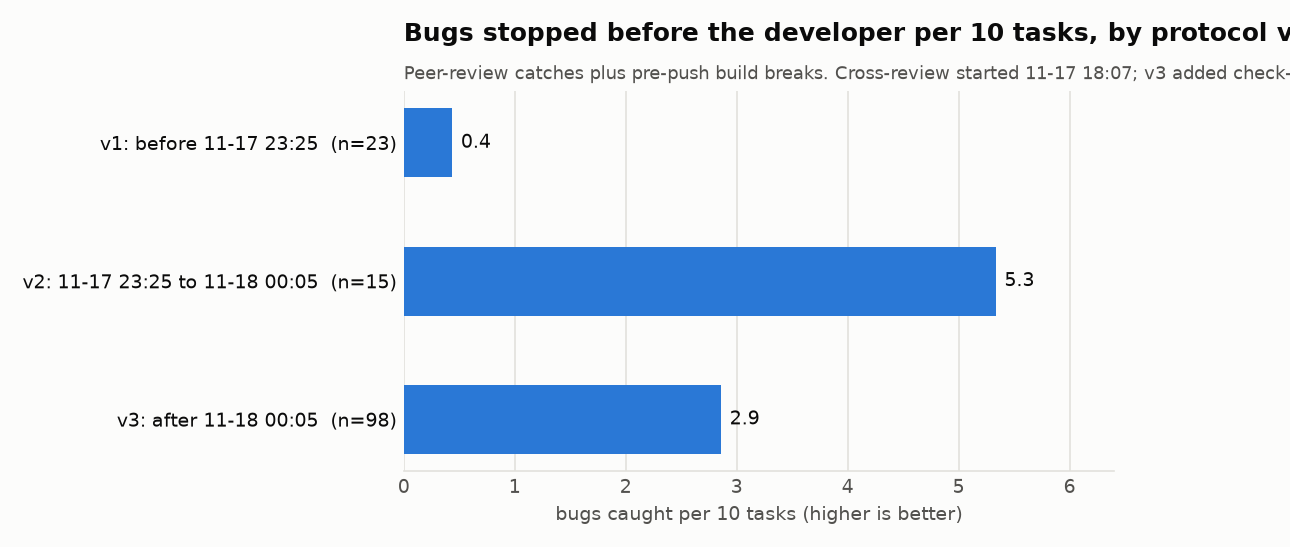 Bugs stopped before the developer per 10 tasks, by protocol v
Peer-review catches plus pre-push build breaks. Cross-review started 11-17 18:07; v3 added check-
v1: before 11-17 23:25 (n=23)
0.4
v2: 11-17 23:25 to 11-18 00:05 (n=15)
5.3
v3: after 11-18 00:05 (n=98)
2.9
0 1 2 3 4 5 6
bugs caught per 10 tasks (higher is better)